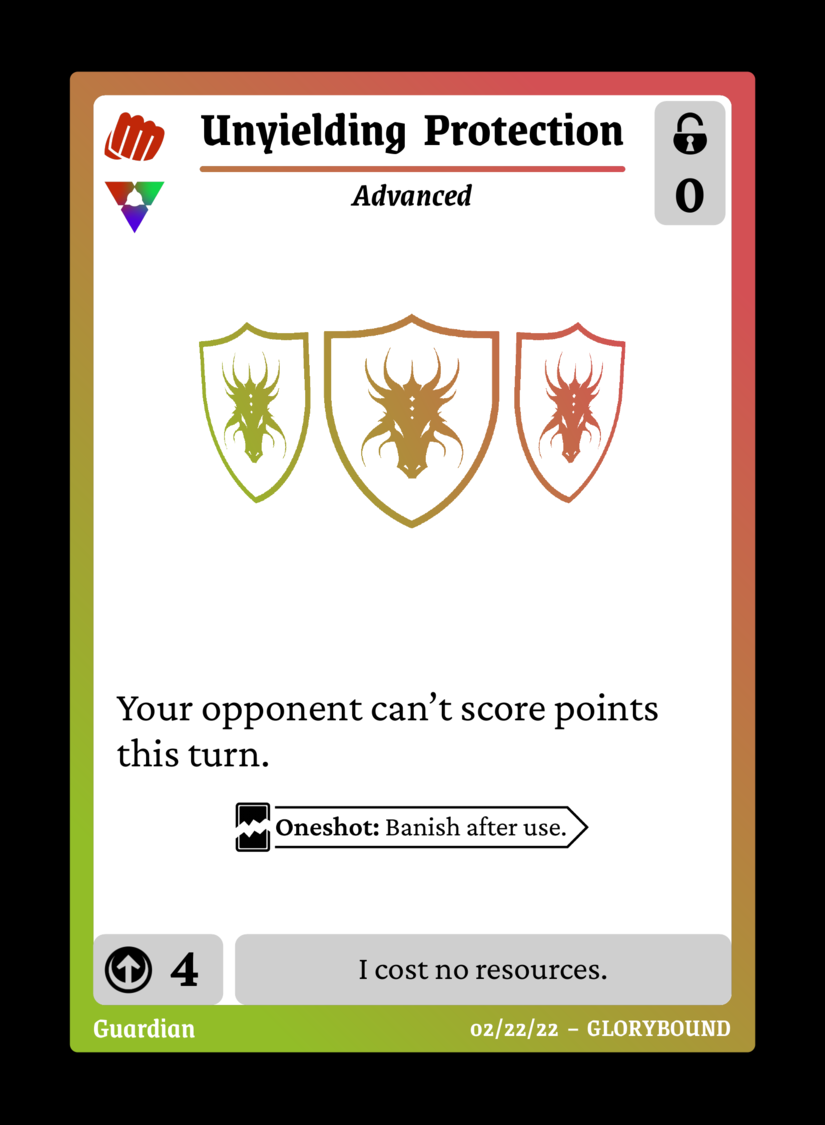 Unyielding Protection
Advanced
0
Your opponent can’t score points
this turn.
Oneshot: Banish after use.
4
I cost no resources.
Guardian
02/22/22 – GLORYBOUND